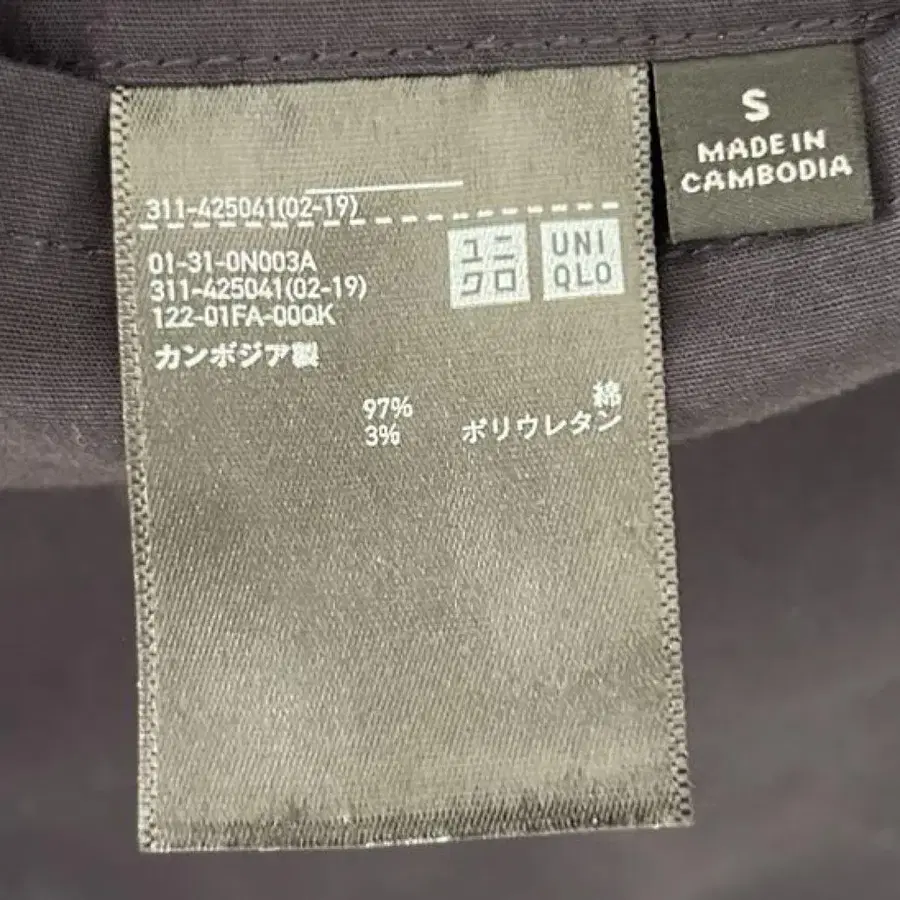 S
MADE IN
CAMBODIA
311-425041(02-19)
ユニ
クロ
UNI
QLO
01-31-0N003A
311-425041(02-19)
122-01FA-00QK
カンボジア製
97% 綿
3% ポリウレタン